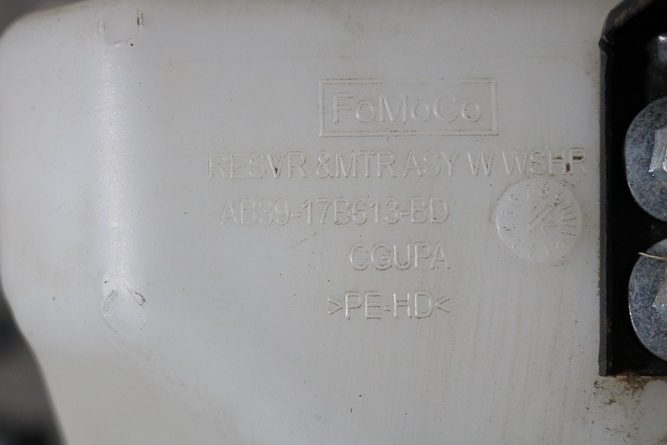 FoMoCo
RESVR &MTR ASY W WSHR
AB39-17B613-BD
CGUPA
>PE-HD<